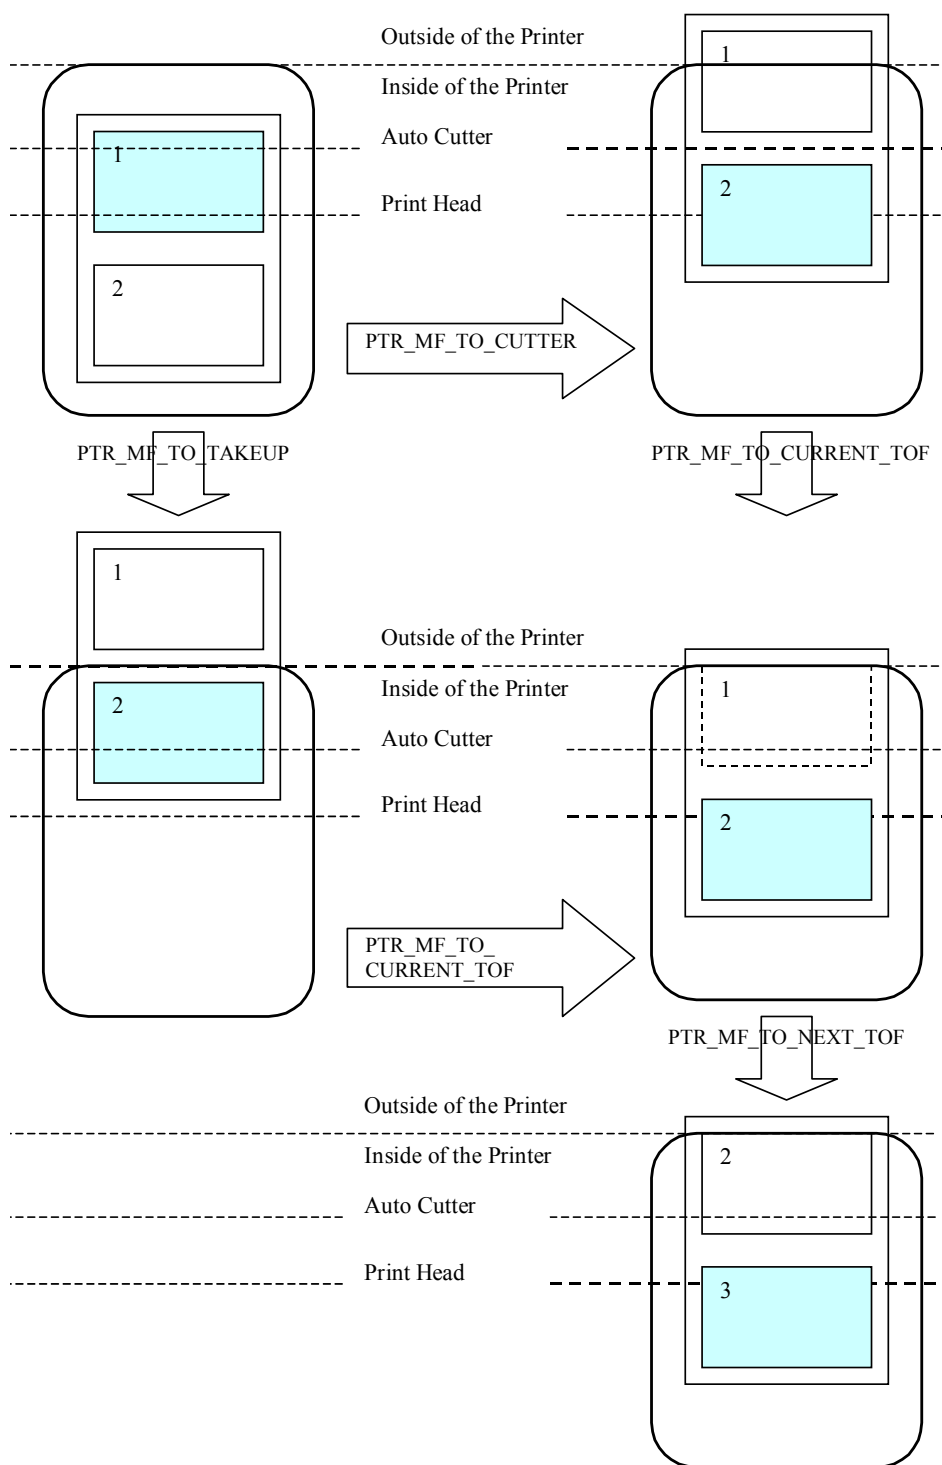 Outside of the Printer
1
Inside of the Printer
Auto Cutter
1
Print Head
2
2
PTR_MF_TO_CUTTER
PTR_MF_TO_TAKEUP
PTR_MF_TO_CURRENT_TOF
1
Outside of the Printer
Inside of the Printer
1
2
Auto Cutter
Print Head
2
PTR_MF_TO_
CURRENT_TOF
PTR_MF_TO_NEXT_TOF
Outside of the Printer
Inside of the Printer
2
Auto Cutter
Print Head
3